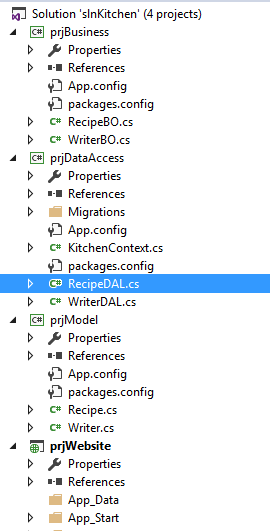 Solution 'slnKitchen' (4 projects)
prjBusiness
Properties
References
App.config
packages.config
C# RecipeBO.cs
C# WriterBO.cs
prjDataAccess
Properties
References
Migrations
App.config
C# KitchenContext.cs
packages.config
C# RecipeDAL.cs
C# WriterDAL.cs
prjModel
Properties
References
App.config
packages.config
C# Recipe.cs
C# Writer.cs
prjWebsite
Properties
References
App_Data
App_Start